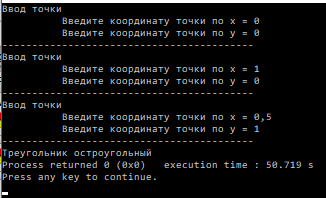 Ввод точки
Введите координату точки по x = 0
Введите координату точки по y = 0
----------------------------------
Ввод точки
Введите координату точки по x = 1
Введите координату точки по y = 0
----------------------------------
Ввод точки
Введите координату точки по x = 0,5
Введите координату точки по y = 1
----------------------------------
Треугольник остроугольный
Process returned 0 (0x0)   execution time : 50.719 s
Press any key to continue.